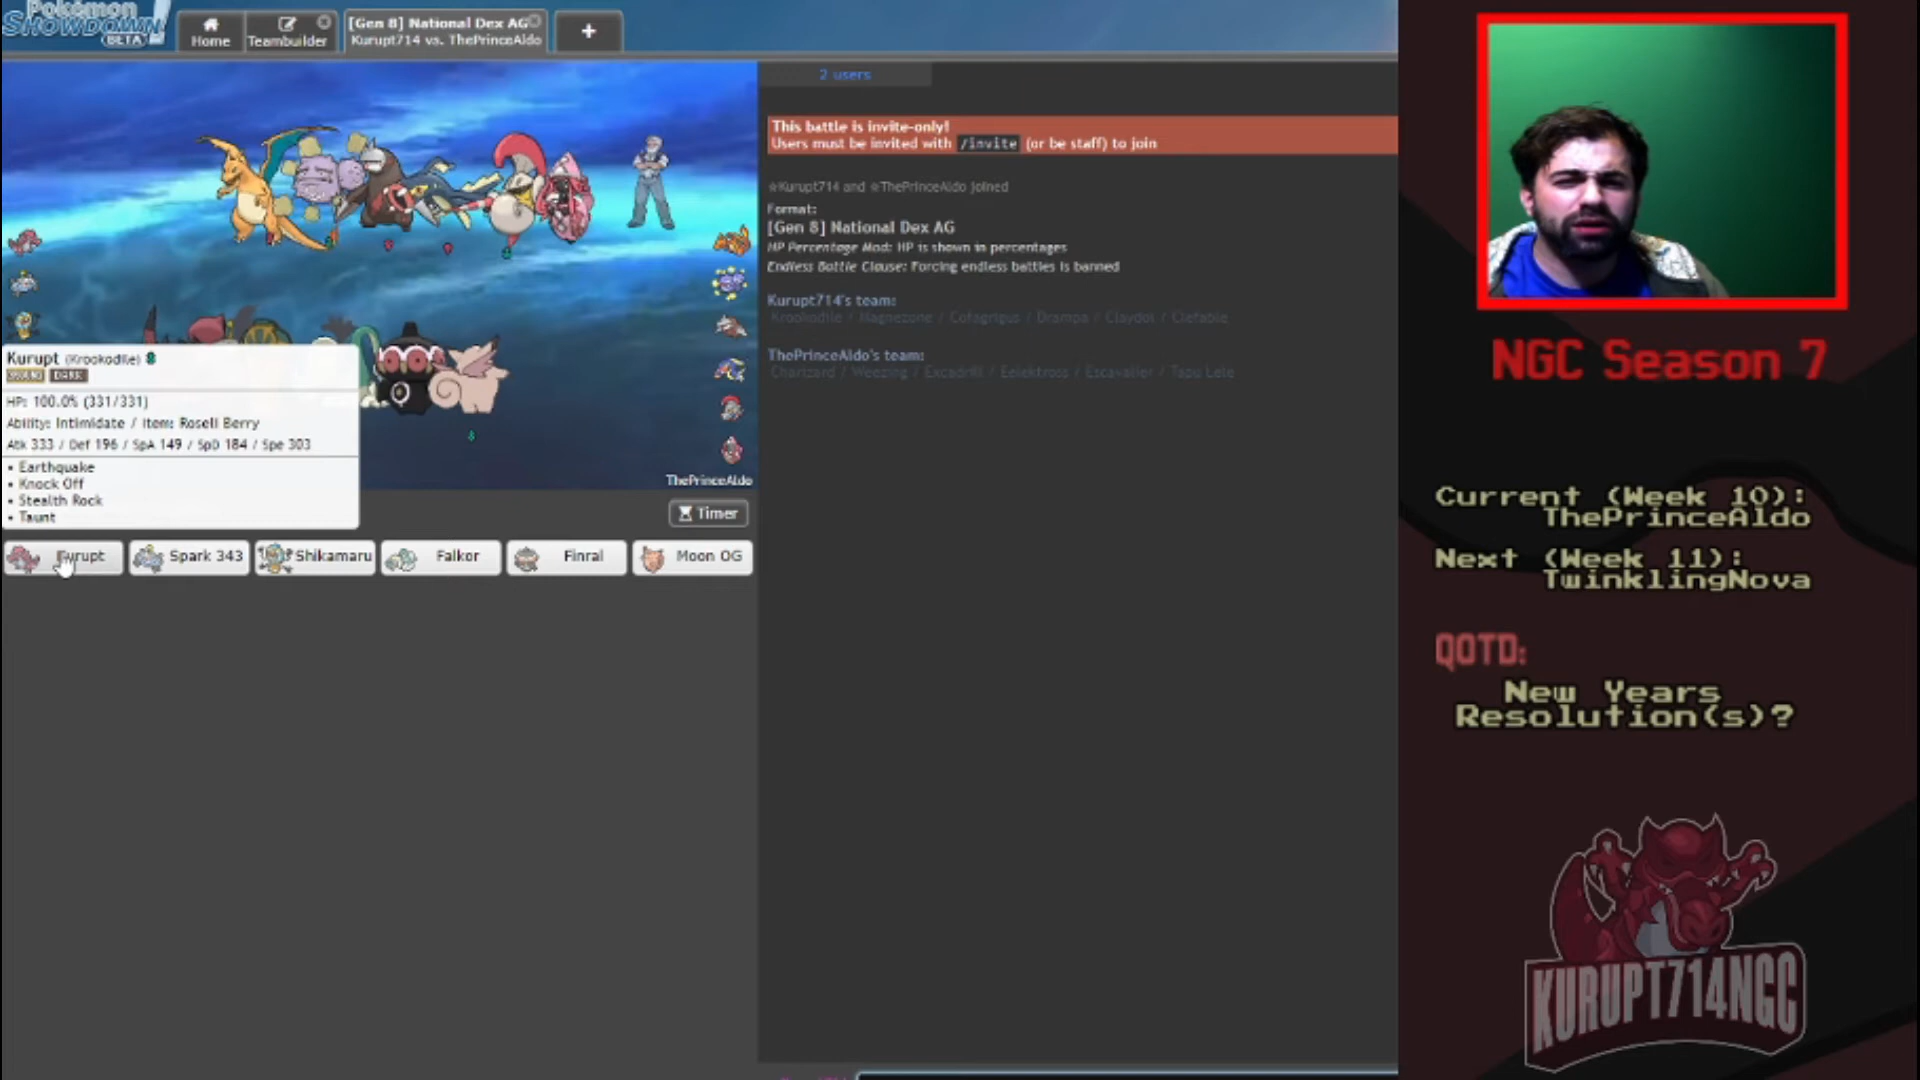 Pokémon
SHOWDOWN!
BETA
Home
Teambuilder
[Gen 8] National Dex AG
Kurupt714 vs. ThePrinceAldo
+
2 users
This battle is invite-only!
Users must be invited with /invite (or be staff) to join
☆Kurupt714 and ☆ThePrinceAldo joined
Format:
[Gen 8] National Dex AG
HP Percentage Mod: HP is shown in percentages
Endless Battle Clause: Forcing endless battles is banned
Kurupt714's team:
Krookodile / Magnezone / Cofagrigus / Drampa / Claydol / Clefable
ThePrinceAldo's team:
Charizard / Weezing / Excadrill / Eelektross / Escavalier / Tapu Lele
Kurupt (Krookodile)
DARK
HP: 100.0% (331/331)
Ability: Intimidate / Item: Roseli Berry
Atk 333 / Def 196 / SpA 149 / SpD 184 / Spe 303
• Earthquake
• Knock Off
• Stealth Rock
• Taunt
ThePrinceAldo
Timer
Kurupt
Spark 343
Shikamaru
Falkor
Finral
Moon OG
NGC Season 7
Current (Week 10):
ThePrinceAldo
Next (Week 11):
TwinklingNova
QOTD:
New Years
Resolution(s)?
KURUPT714NGC